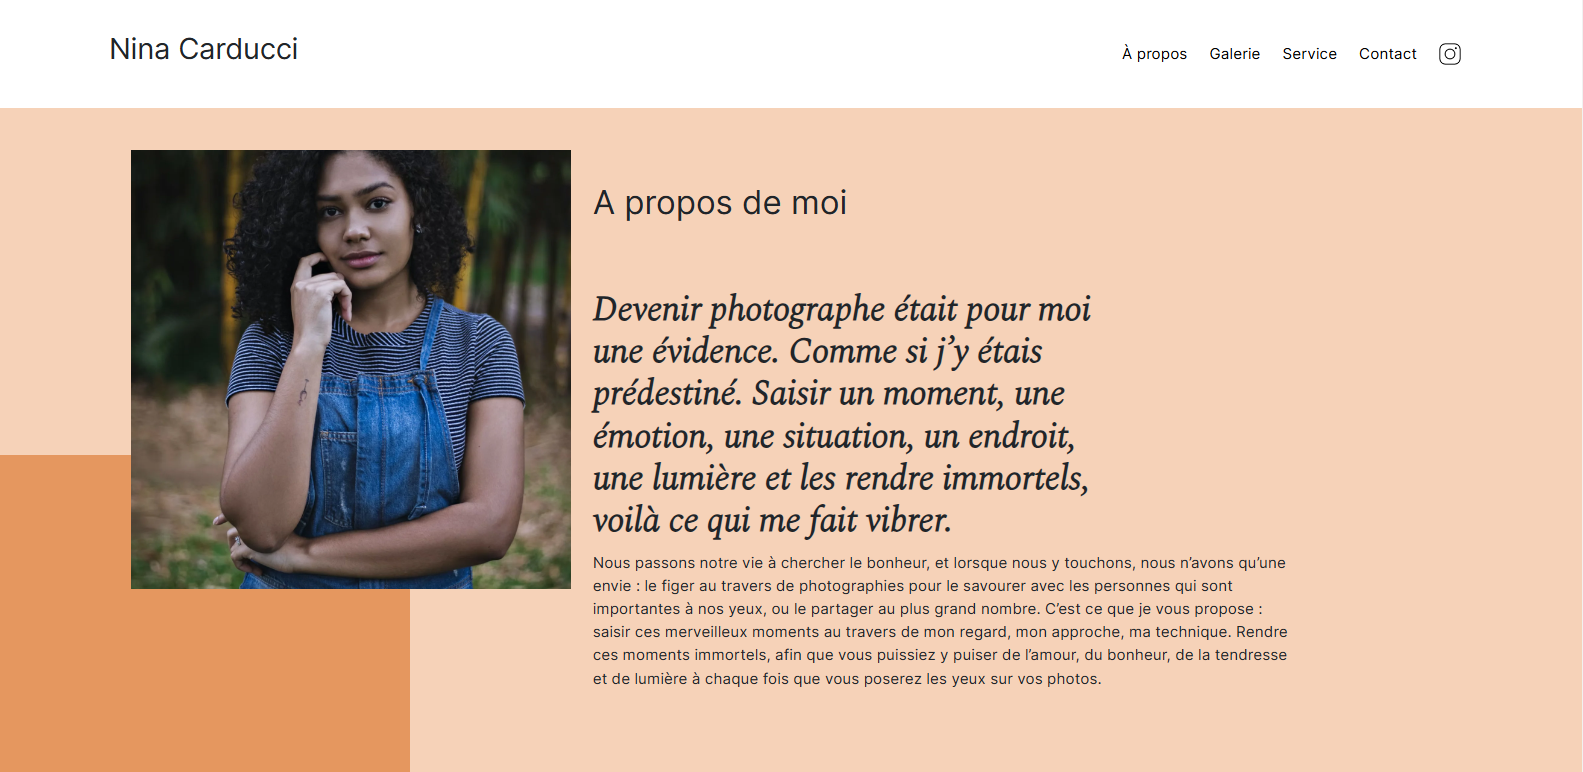 Nina Carducci
À propos Galerie Service Contact
A propos de moi
Devenir photographe était pour moi
une évidence. Comme si j’y étais
prédestiné. Saisir un moment, une
émotion, une situation, un endroit,
une lumière et les rendre immortels,
voilà ce qui me fait vibrer.
Nous passons notre vie à chercher le bonheur, et lorsque nous y touchons, nous n’avons qu’une
envie : le figer au travers de photographies pour le savourer avec les personnes qui sont
importantes à nos yeux, ou le partager au plus grand nombre. C’est ce que je vous propose :
saisir ces merveilleux moments au travers de mon regard, mon approche, ma technique. Rendre
ces moments immortels, afin que vous puissiez y puiser de l’amour, du bonheur, de la tendresse
et de lumière à chaque fois que vous poserez les yeux sur vos photos.